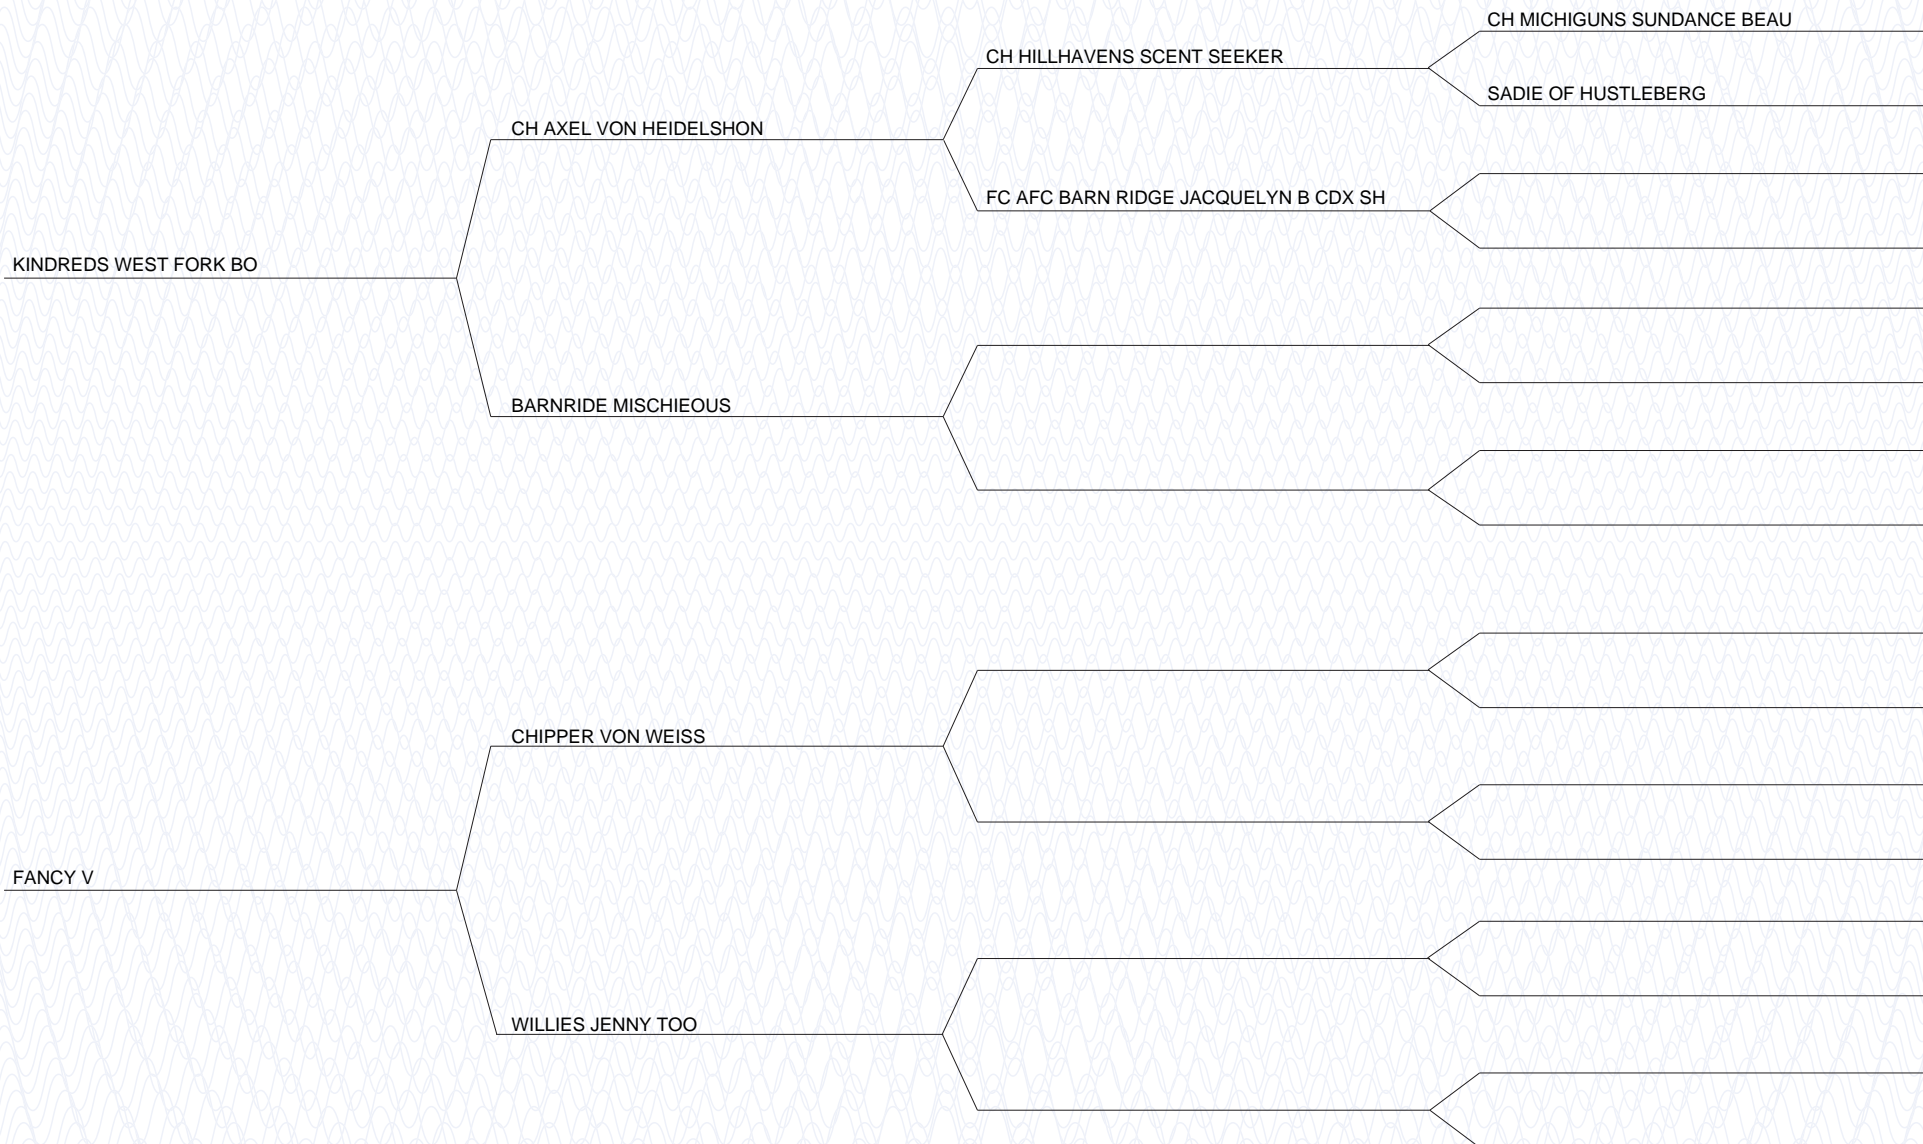 CH MICHIGUNS SUNDANCE BEAU
CH HILLHAVENS SCENT SEEKER
SADIE OF HUSTLEBERG
CH AXEL VON HEIDELSHON
FC AFC BARN RIDGE JACQUELYN B CDX SH
KINDREDS WEST FORK BO
BARNRIDE MISCHIEOUS
CHIPPER VON WEISS
FANCY V
WILLIES JENNY TOO